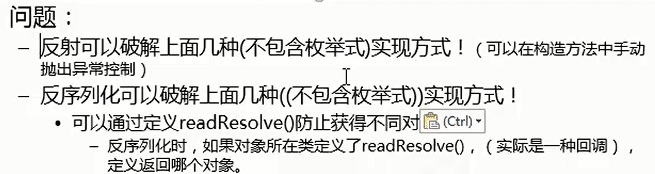 问题：
– 反射可以破解上面几种(不包含枚举式)实现方式！（可以在构造方法中手动
抛出异常控制）
– 反序列化可以破解上面几种((不包含枚举式))实现方式！
• 可以通过定义readResolve()防止获得不同对 (Ctrl)
– 反序列化时，如果对象所在类定义了readResolve()，（实际是一种回调），
定义返回哪个对象。